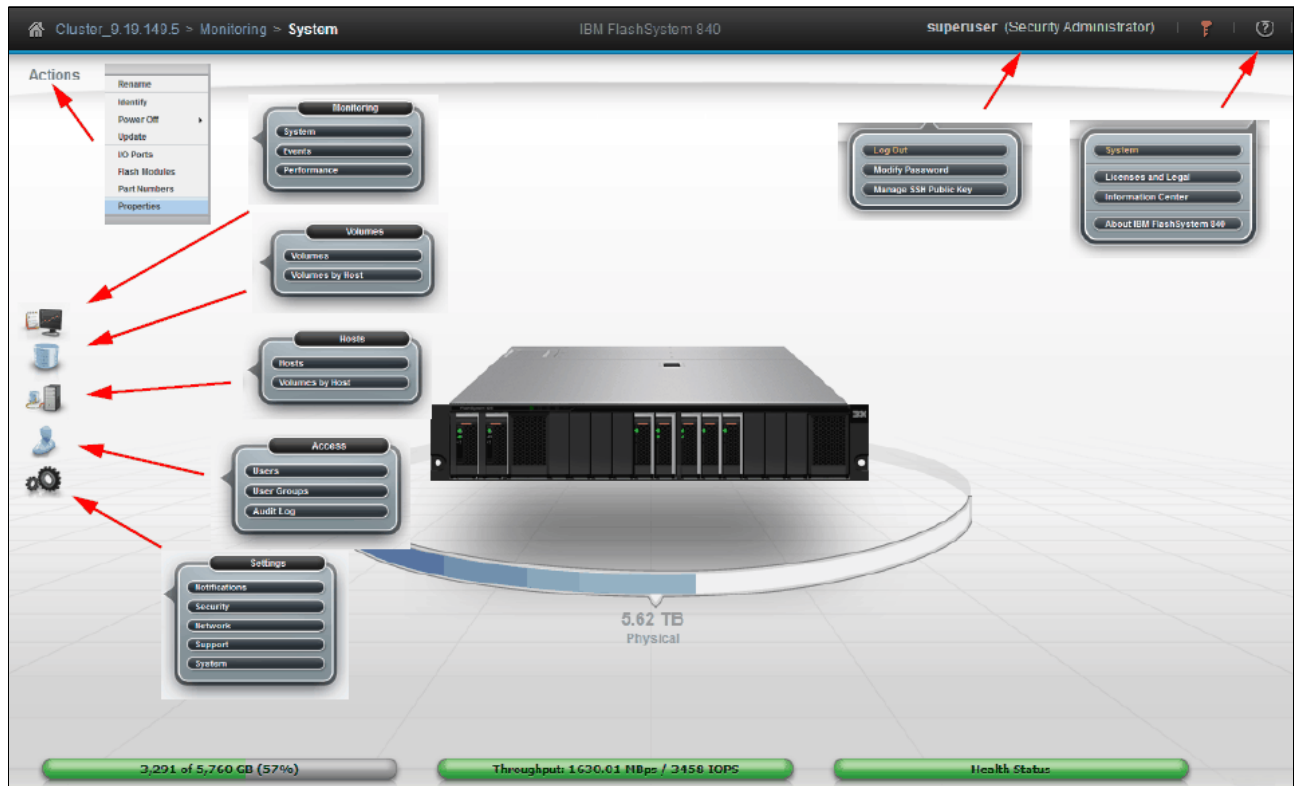 Cluster_9.19.149.5 > Monitoring > System
IBM FlashSystem 840
superuser (Security Administrator)
Actions
Rename
Identify
Power Off
Update
I/O Ports
Flash Modules
Part Numbers
Properties
Monitoring
System
Events
Performance
Log Out
Modify Password
Manage SSH Public Key
System
Licenses and Legal
Information Center
About IBM FlashSystem 840
Volumes
Volumes
Volumes by Host
Hosts
Hosts
Volumes by Host
Access
Users
User Groups
Audit Log
Settings
Notifications
Security
Network
Support
System
5.62 TB
Physical
3,291 of 5,760 GB (57%)
Throughput: 1630.01 MBps / 3458 IOPS
Health Status